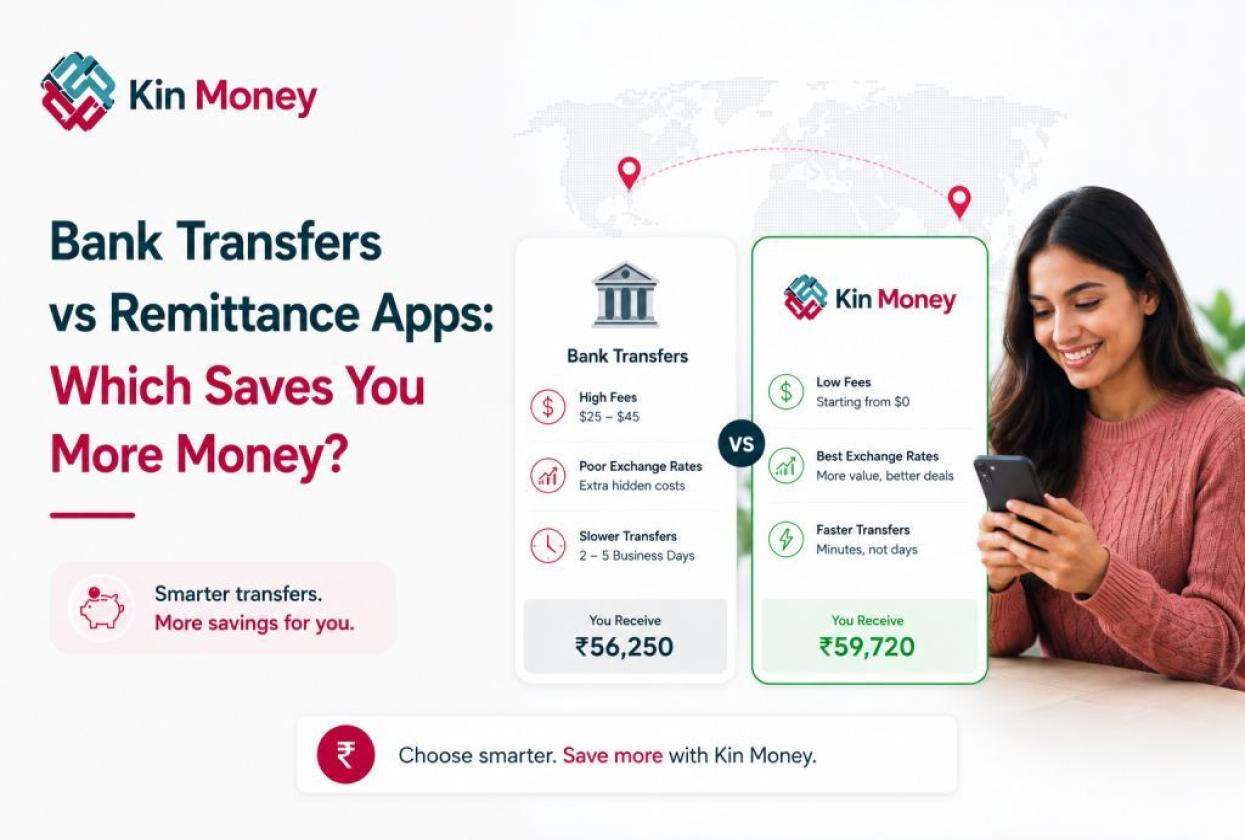 Kin Money
Bank Transfers
vs Remittance Apps:
Which Saves You
More Money?
Smarter transfers.
More savings for you.
Bank Transfers
High Fees
$25 – $45
Poor Exchange Rates
Extra hidden costs
Slower Transfers
2 – 5 Business Days
You Receive
₹56,250
VS
Kin Money
Low Fees
Starting from $0
Best Exchange Rates
More value, better deals
Faster Transfers
Minutes, not days
You Receive
₹59,720
₹
Choose smarter. Save more with Kin Money.